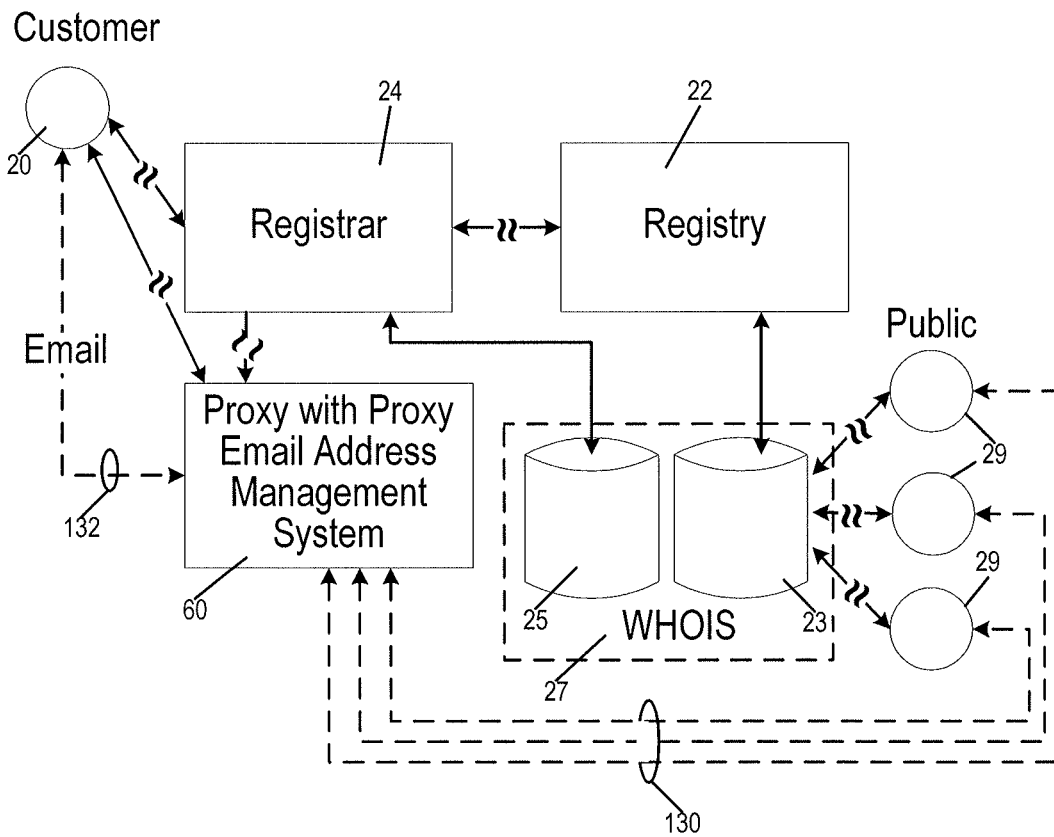 Customer
20
24
22
Registrar
Registry
Email
Public
Proxy with Proxy
Email Address
Management
System
132
60
29
29
25
WHOIS
23
27
130